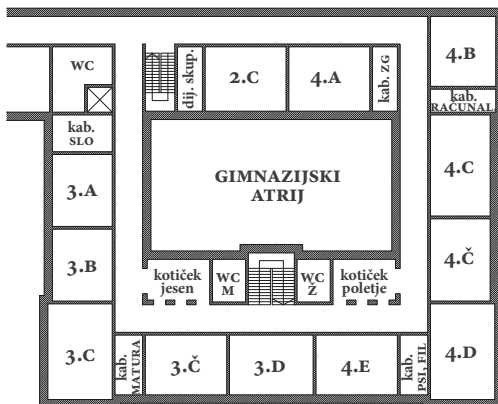 WC
dij. skup.
2.C
4.A
kab. ZG
4.B
kab.
RAČUNAL.
kab.
SLO
3.A
GIMNAZIJSKI
ATRIJ
4.C
3.B
kotiček
jesen
WC
M
WC
Ž
kotiček
poletje
4.Č
3.C
kab.
MATURA
3.Č
3.D
4.E
kab.
PSI, FIL
4.D